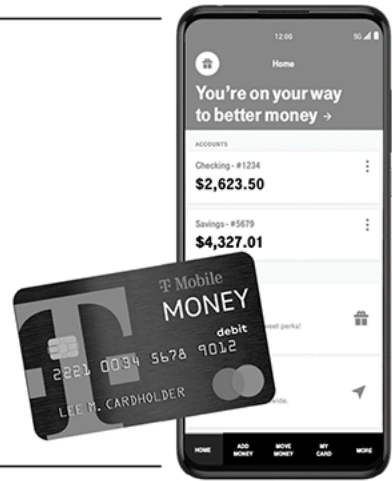 12:00
5G
Home
You're on your way
to better money →
ACCOUNTS
Checking - #1234
$2,623.50
Savings - #5679
$4,327.01
sweet perks!
wide.
T Mobile
MONEY
debit
2221 0034 5678 9012
LEE M. CARDHOLDER
HOME
ADD MONEY
MOVE MONEY
MY CARD
MORE